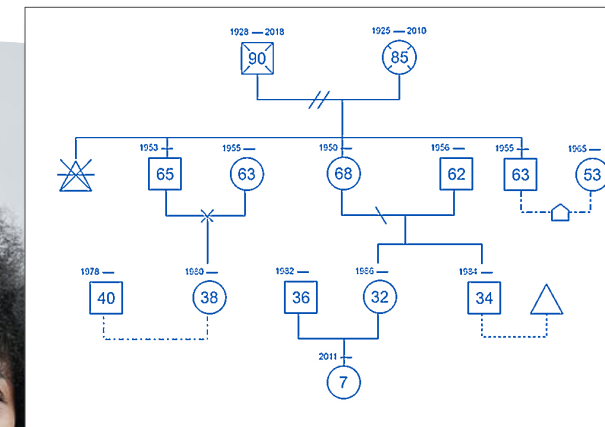 1928 — 2018 1925 — 2010
90 85
1953 — 1955 — 1950 — 1956 — 1955 — 1965 —
65 63 68 62 63 53
1978 — 1980 — 1982 — 1986 — 1984 —
40 38 36 32 34
2011 —
7